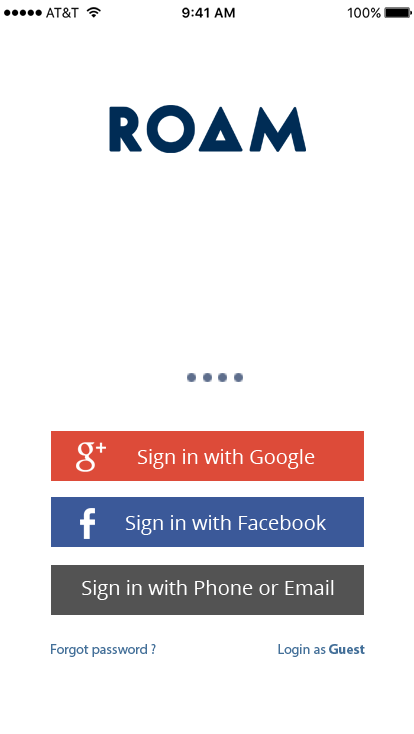 AT&T 9:41 AM 100%
ROAM
g+ Sign in with Google
f Sign in with Facebook
Sign in with Phone or Email
Forgot password ? Login as Guest